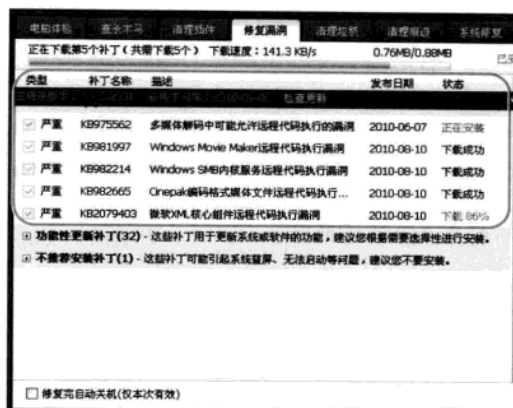 电脑体检 查杀木马 清理插件 修复漏洞 清理垃圾 清理痕迹 系统修复
正在下载第5个补丁(共需下载5个) 下载速度:141.3 KB/s 0.76MB/0.88MB
类型 补丁名称 描述 发布日期 状态
检查更新
严重 KB975562 多媒体解码中可能允许远程代码执行的漏洞 2010-06-07 正在安装
严重 KB981997 Windows Movie Maker远程代码执行漏洞 2010-08-10 下载成功
严重 KB982214 Windows SMB内核服务远程代码执行漏洞 2010-08-10 下载成功
严重 KB982665 Cinepak编码格式媒体文件远程代码执行... 2010-08-10 下载成功
严重 KB2079403 微软XML核心组件远程代码执行漏洞 2010-08-10 下载 86%
功能性更新补丁(32) - 这些补丁用于更新系统或软件的功能,建议您根据需要选择性进行安装。
不推荐安装补丁(1) - 这些补丁可能引起系统蓝屏、无法启动等问题,建议您不要安装。
修复完自动关机(仅本次有效)